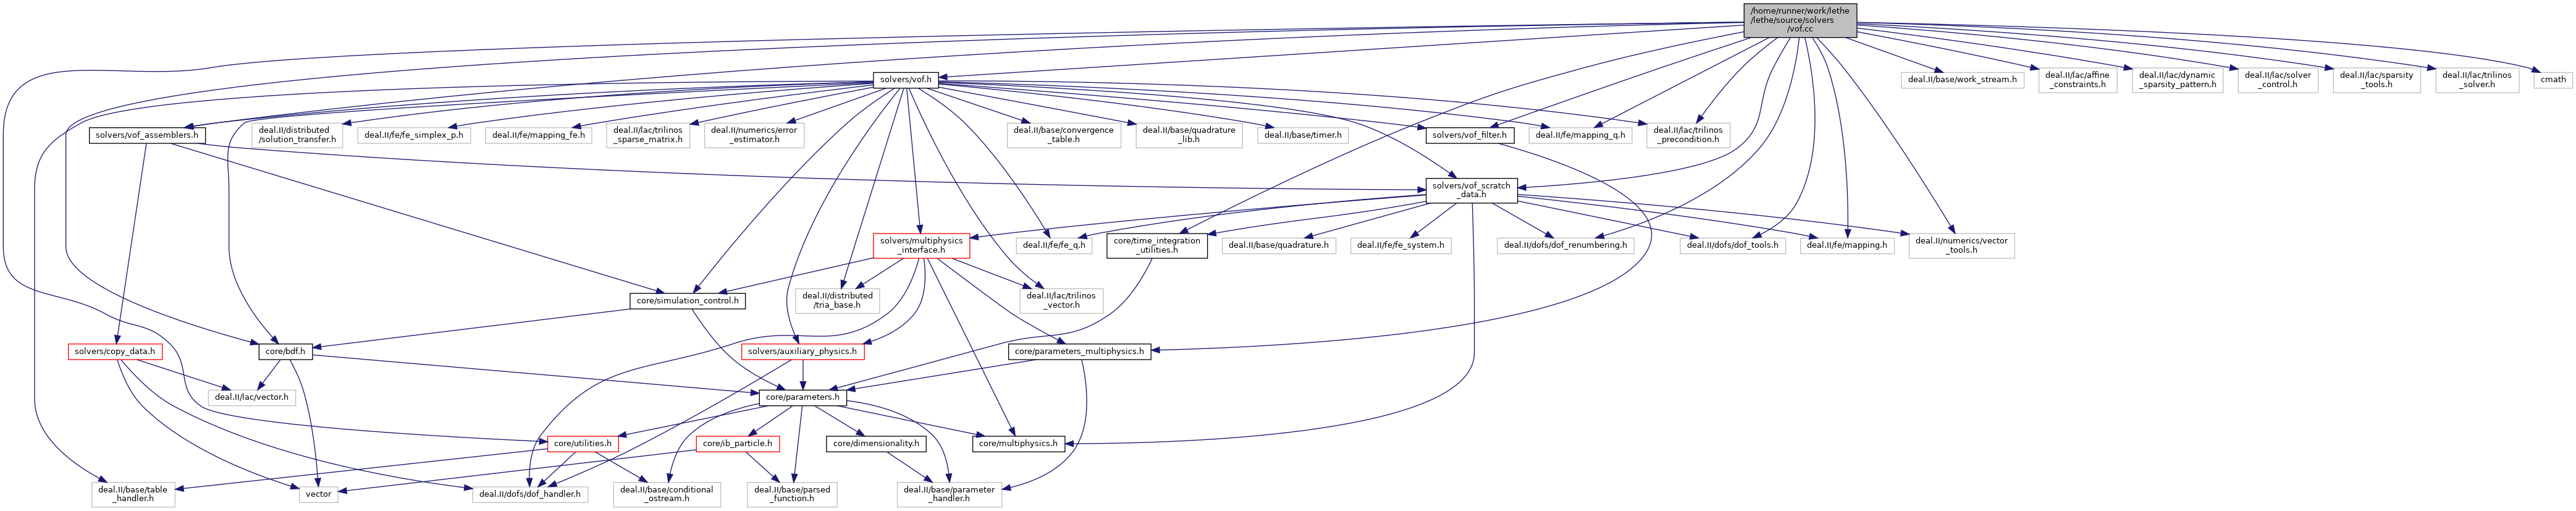 /home/runner/work/lethe
/lethe/source/solvers
/vof.cc
solvers/vof.h
deal.II/base/work_stream.h
deal.II/lac/affine
_constraints.h
deal.II/lac/dynamic
_sparsity_pattern.h
deal.II/lac/solver
_control.h
deal.II/lac/sparsity
_tools.h
deal.II/lac/trilinos
_solver.h
cmath
solvers/vof_assemblers.h
deal.II/distributed
/solution_transfer.h
deal.II/fe/fe_simplex_p.h
deal.II/fe/mapping_fe.h
deal.II/lac/trilinos
_sparse_matrix.h
deal.II/numerics/error
_estimator.h
deal.II/base/convergence
_table.h
deal.II/base/quadrature
_lib.h
deal.II/base/timer.h
solvers/vof_filter.h
deal.II/fe/mapping_q.h
deal.II/lac/trilinos
_precondition.h
solvers/vof_scratch
_data.h
solvers/multiphysics
_interface.h
deal.II/fe/fe_q.h
core/time_integration
_utilities.h
deal.II/base/quadrature.h
deal.II/fe/fe_system.h
deal.II/dofs/dof_renumbering.h
deal.II/dofs/dof_tools.h
deal.II/fe/mapping.h
deal.II/numerics/vector
_tools.h
core/simulation_control.h
deal.II/distributed
/tria_base.h
deal.II/lac/trilinos
_vector.h
solvers/copy_data.h
core/bdf.h
solvers/auxiliary_physics.h
core/parameters_multiphysics.h
deal.II/lac/vector.h
core/parameters.h
core/utilities.h
core/ib_particle.h
core/dimensionality.h
core/multiphysics.h
deal.II/base/table
_handler.h
vector
deal.II/dofs/dof_handler.h
deal.II/base/conditional
_ostream.h
deal.II/base/parsed
_function.h
deal.II/base/parameter
_handler.h